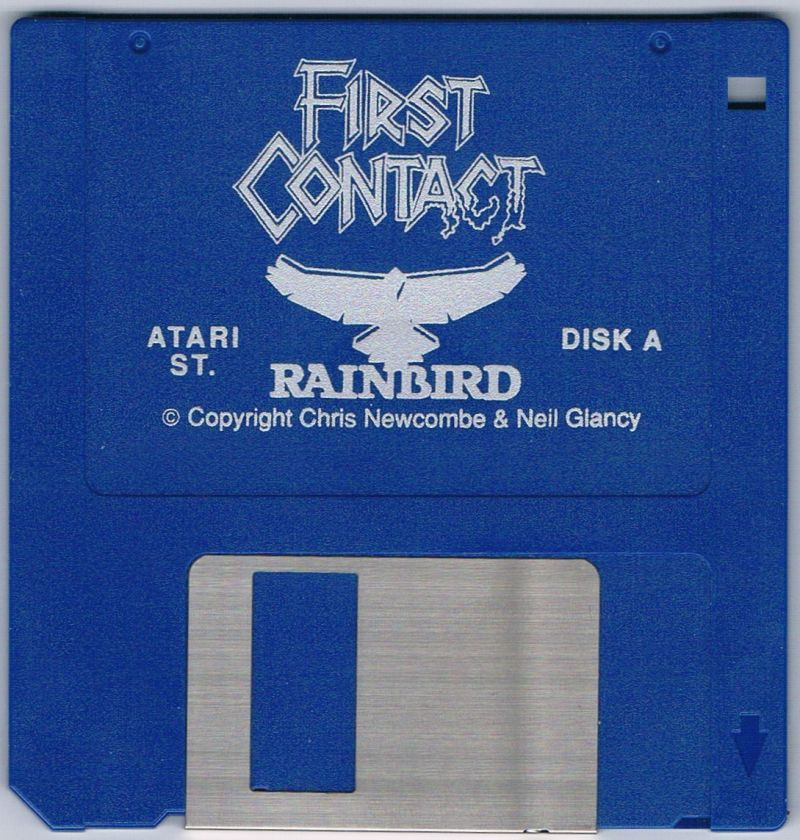 FIRST
CONTACT
ATARI
ST.
DISK A
RAINBIRD
© Copyright Chris Newcombe & Neil Glancy